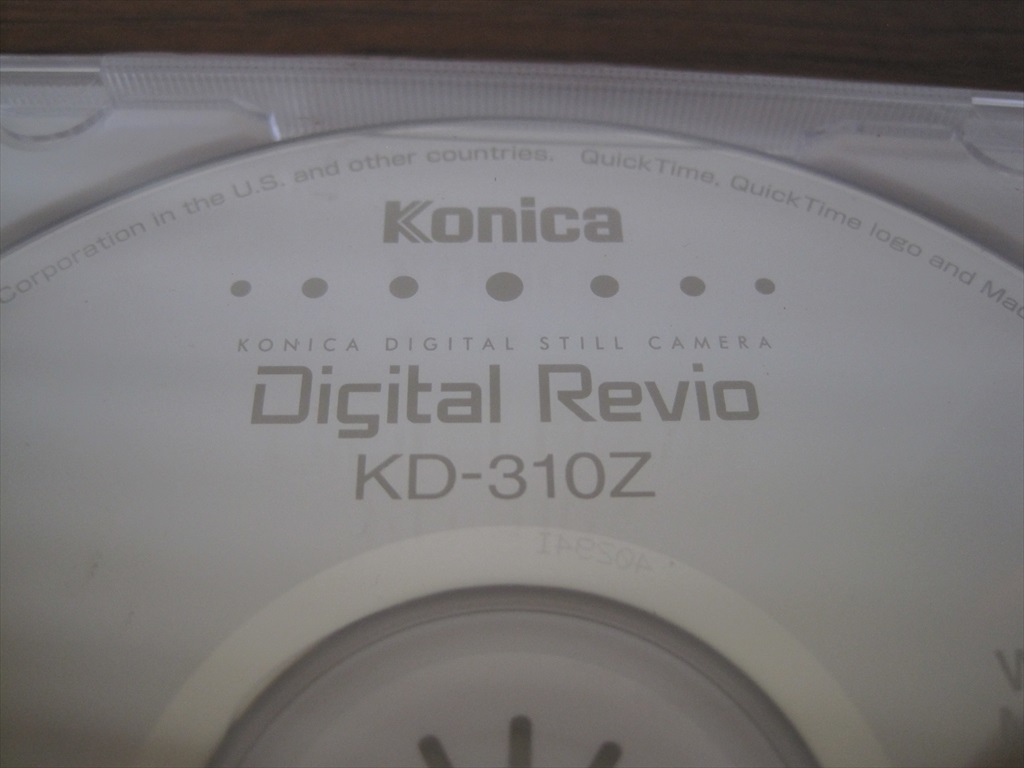 Corporation in the U.S. and other countries. QuickTime, QuickTime logo and Mac
Konica
KONICA DIGITAL STILL CAMERA
Digital Revio
KD-310Z